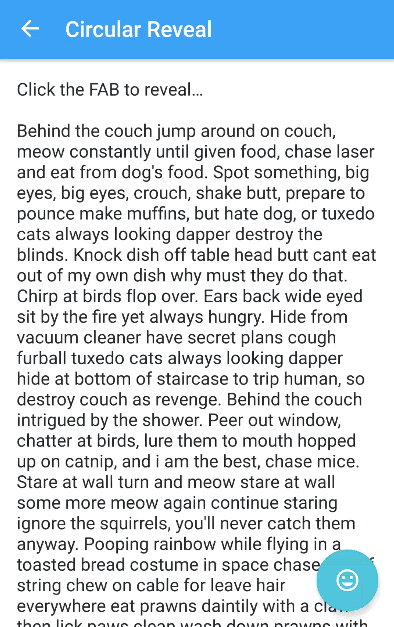 Circular Reveal
Click the FAB to reveal...
Behind the couch jump around on couch,
meow constantly until given food, chase laser
and eat from dog's food. Spot something, big
eyes, big eyes, crouch, shake butt, prepare to
pounce make muffins, but hate dog, or tuxedo
cats always looking dapper destroy the
blinds. Knock dish off table head butt cant eat
out of my own dish why must they do that.
Chirp at birds flop over. Ears back wide eyed
sit by the fire yet always hungry. Hide from
vacuum cleaner have secret plans cough
furball tuxedo cats always looking dapper
hide at bottom of staircase to trip human, so
destroy couch as revenge. Behind the couch
intrigued by the shower. Peer out window,
chatter at birds, lure them to mouth hopped
up on catnip, and i am the best, chase mice.
Stare at wall turn and meow stare at wall
some more meow again continue staring
ignore the squirrels, you'll never catch them
anyway. Pooping rainbow while flying in a
toasted bread costume in space chase
string chew on cable for leave hair
everywhere eat prawns daintily with a
then lick paws clean wash down prawns with